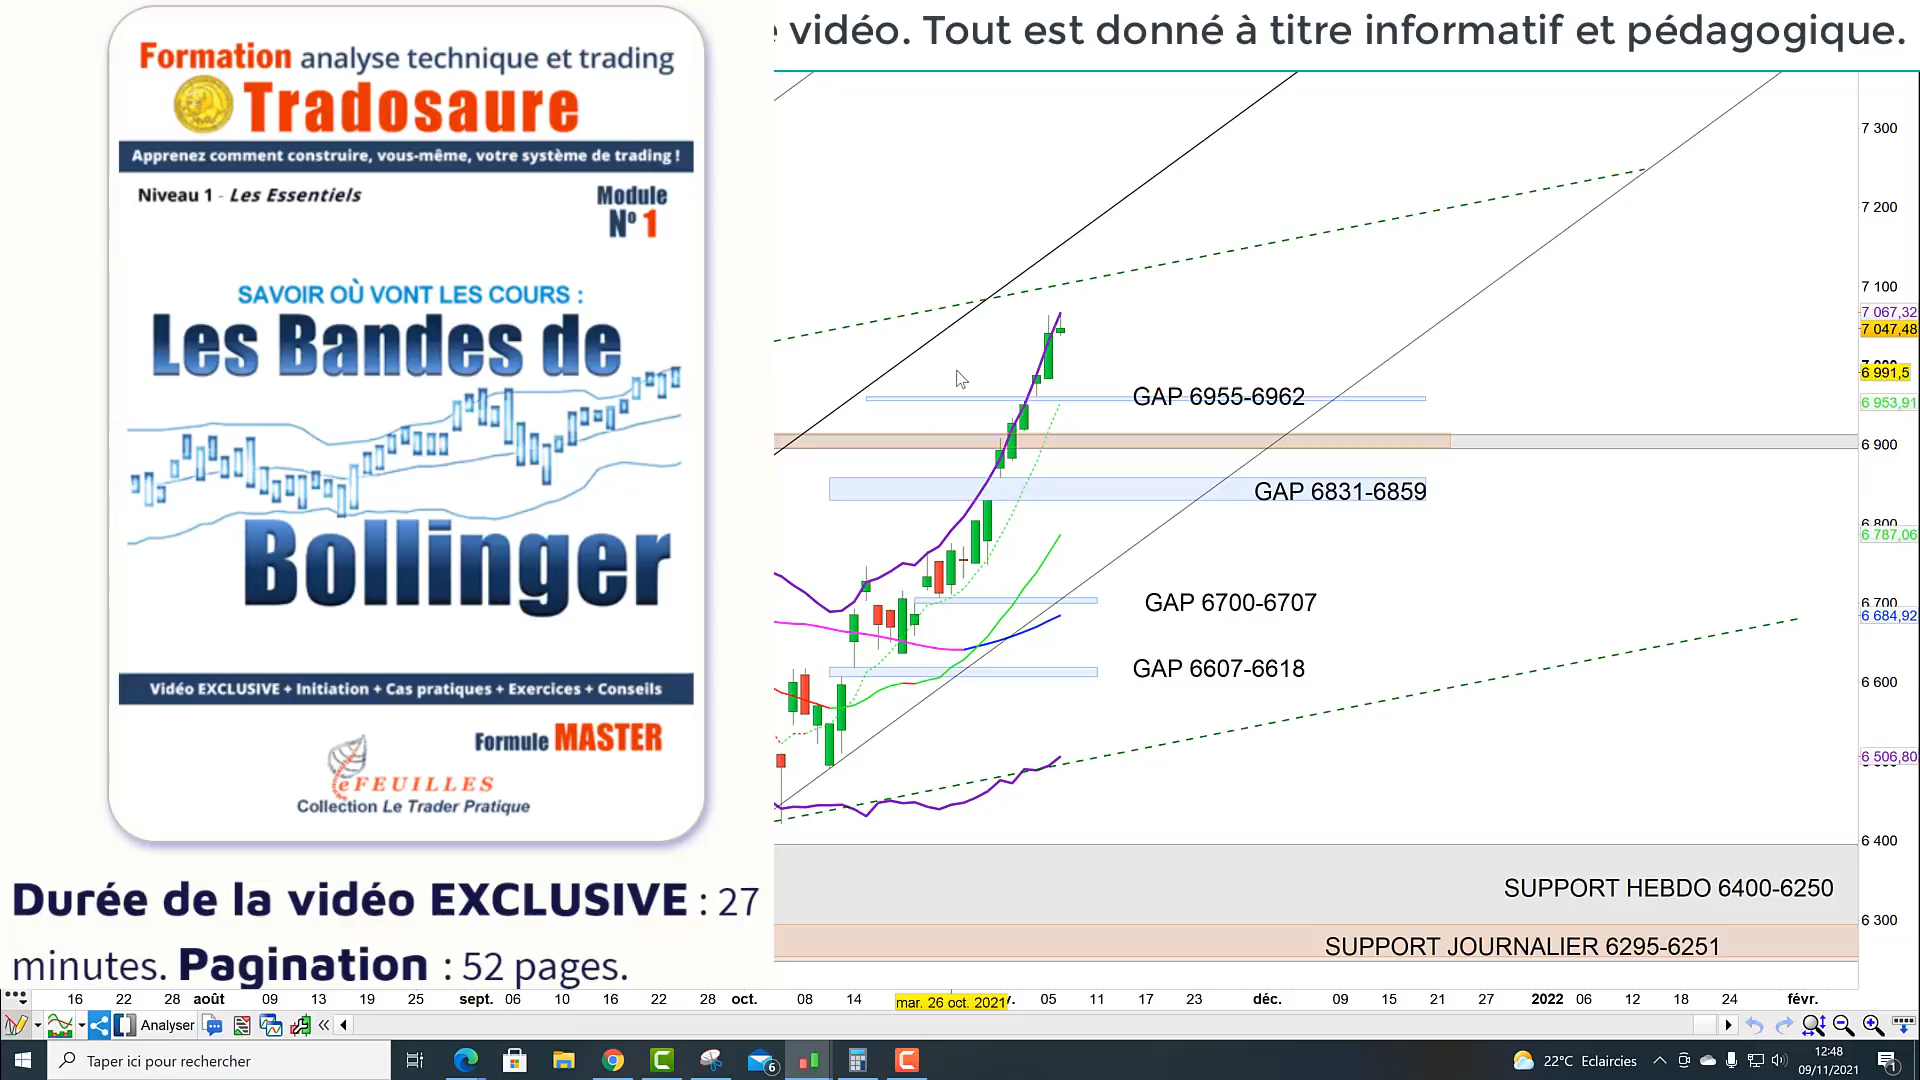 Formation analyse technique et trading
Tradosaure
Apprenez comment construire, vous-même, votre système de trading !
Niveau 1 - Les Essentiels
Module
N° 1
SAVOIR OÙ VONT LES COURS :
Les Bandes de
Bollinger
Vidéo EXCLUSIVE + Initiation + Cas pratiques + Exercices + Conseils
Formule MASTER
eFEUILLES
Collection Le Trader Pratique
Durée de la vidéo EXCLUSIVE : 27
minutes. Pagination : 52 pages.
vidéo. Tout est donné à titre informatif et pédagogique.
7 300
7 200
7 100
7 067,32
7 047,48
6 991,5
GAP 6955-6962
6 953,91
6 900
GAP 6831-6859
6 800
6 787,06
GAP 6700-6707
6 700
6 684,92
GAP 6607-6618
6 600
6 506,80
6 400
SUPPORT HEBDO 6400-6250
6 300
SUPPORT JOURNALIER 6295-6251
16 22 28 août 09 13 19 25 sept. 06 10 16 22 28 oct. 08 14 mar. 26 oct. 2021 05 11 17 23 déc. 09 15 21 27 2022 06 12 18 24 févr.
Analyser
Taper ici pour rechercher
6
22°C Eclaircies
12:48
09/11/2021
1